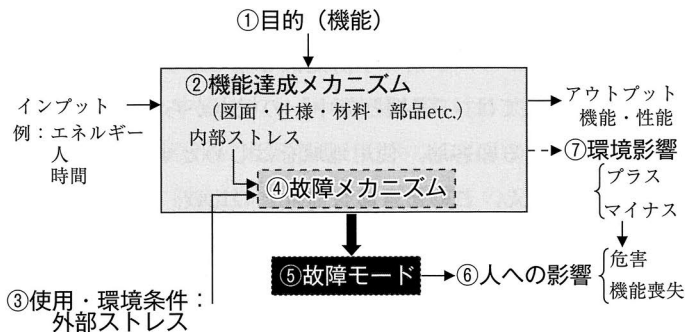 ①目的（機能）
②機能達成メカニズム
（図面・仕様・材料・部品etc.）
内部ストレス
④故障メカニズム
インプット
例：エネルギー
人
時間
アウトプット
機能・性能
⑦環境影響
プラス
マイナス
⑤故障モード
⑥人への影響
危害
機能喪失
③使用・環境条件：
外部ストレス